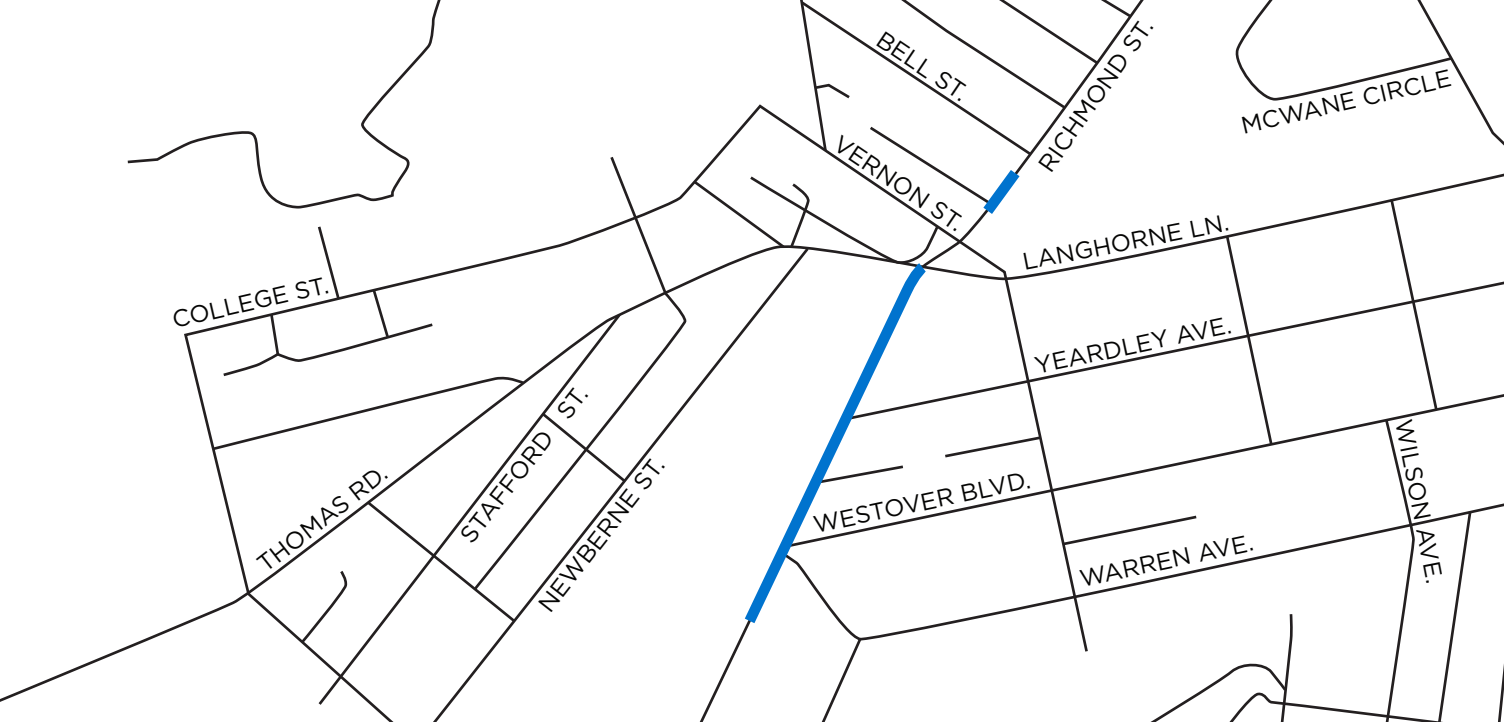 BELL ST.
RICHMOND ST.
MCWANE CIRCLE
VERNON ST.
LANGHORNE LN.
COLLEGE ST.
YEARDLEY AVE.
STAFFORD ST.
THOMAS RD.
NEWBERNE ST.
WESTOVER BLVD.
WILSON AVE.
WARREN AVE.